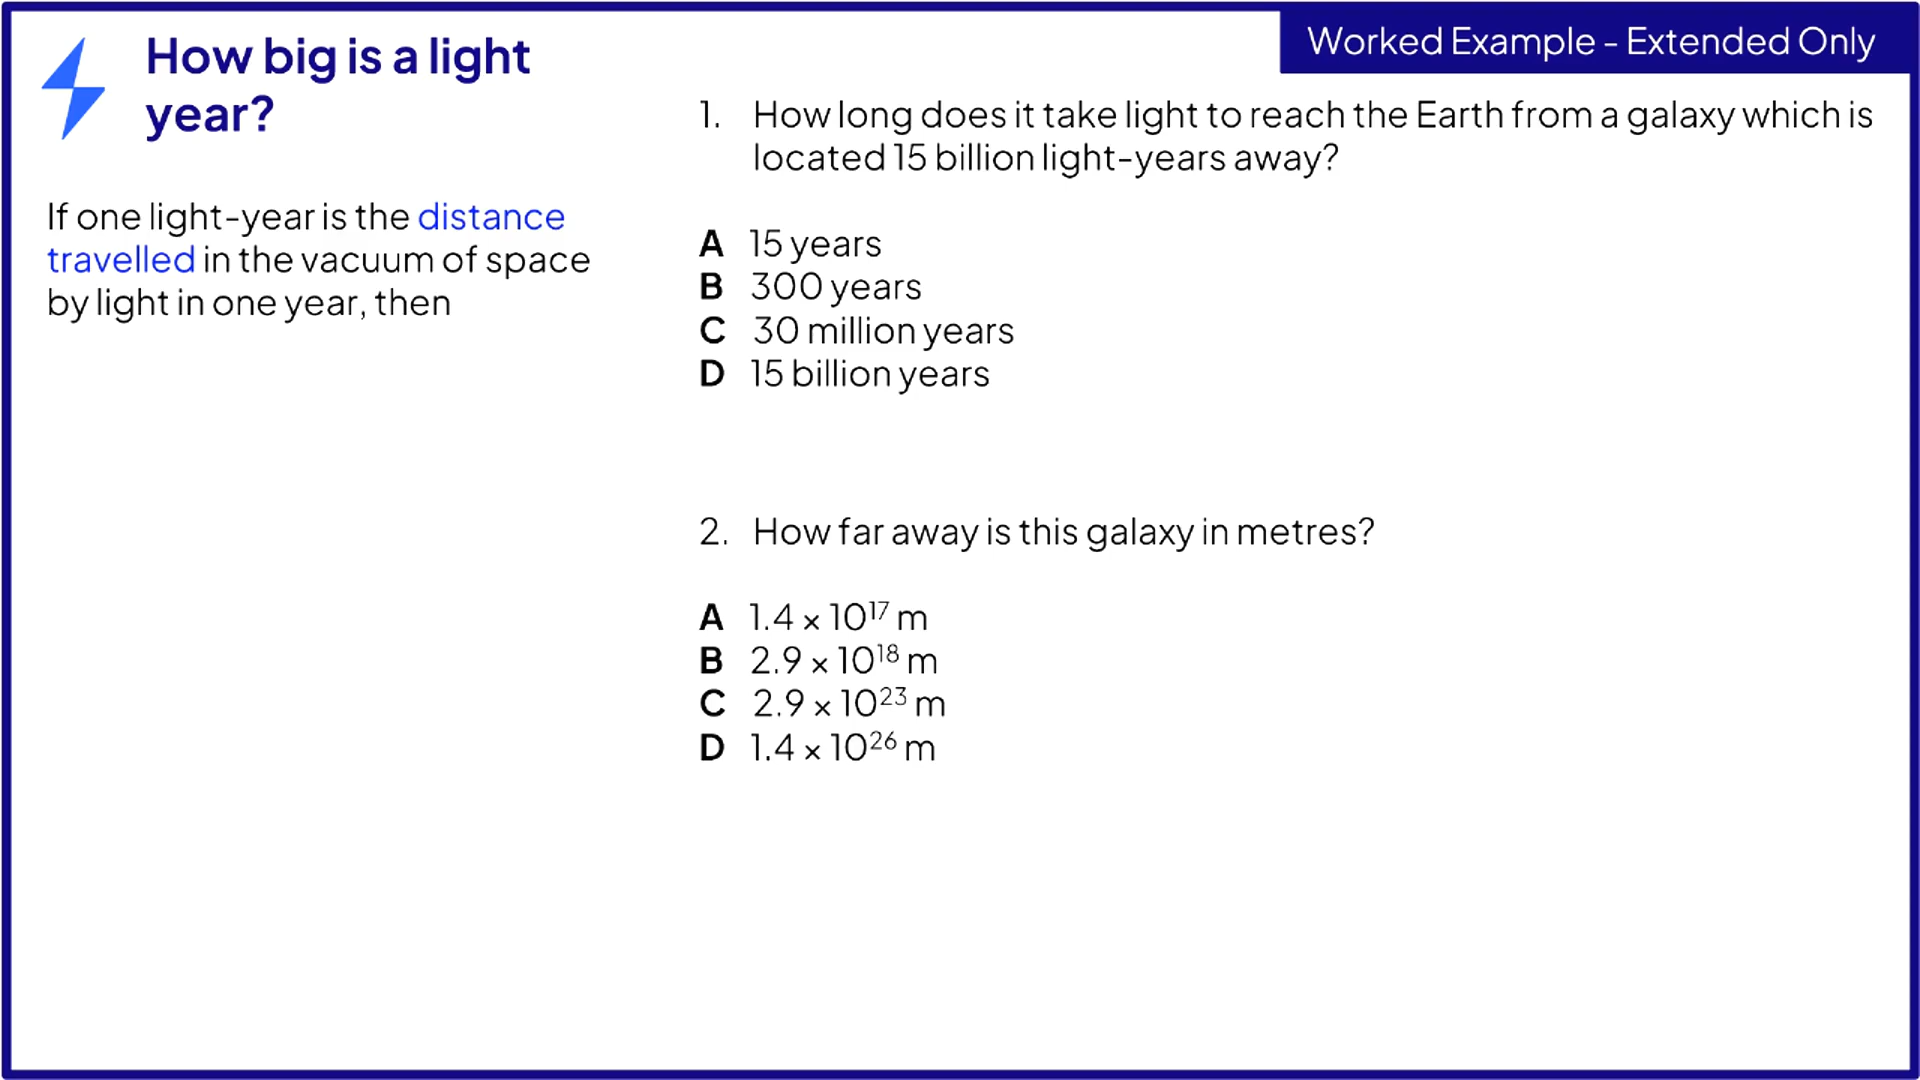 How big is a light
year?
Worked Example - Extended Only
If one light-year is the distance
travelled in the vacuum of space
by light in one year, then
1. How long does it take light to reach the Earth from a galaxy which is
located 15 billion light-years away?
A 15 years
B 300 years
C 30 million years
D 15 billion years
2. How far away is this galaxy in metres?
A 1.4 × 10¹⁷ m
B 2.9 × 10¹⁸ m
C 2.9 × 10²³ m
D 1.4 × 10²⁶ m